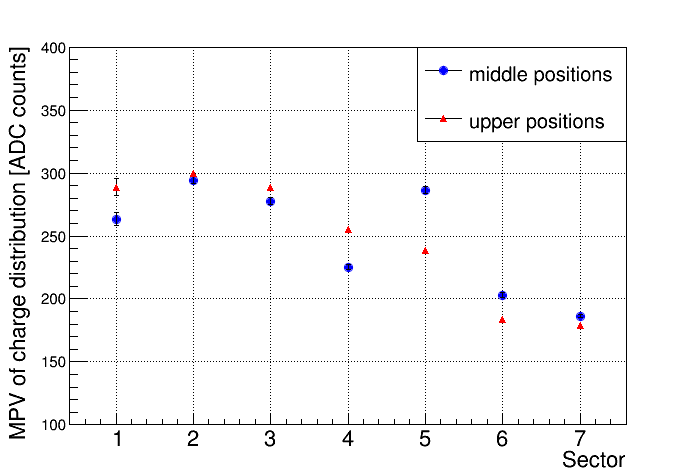 MPV of charge distribution [ADC counts]
400
350
300
250
200
150
100
middle positions
upper positions
1 2 3 4 5 6 7
Sector